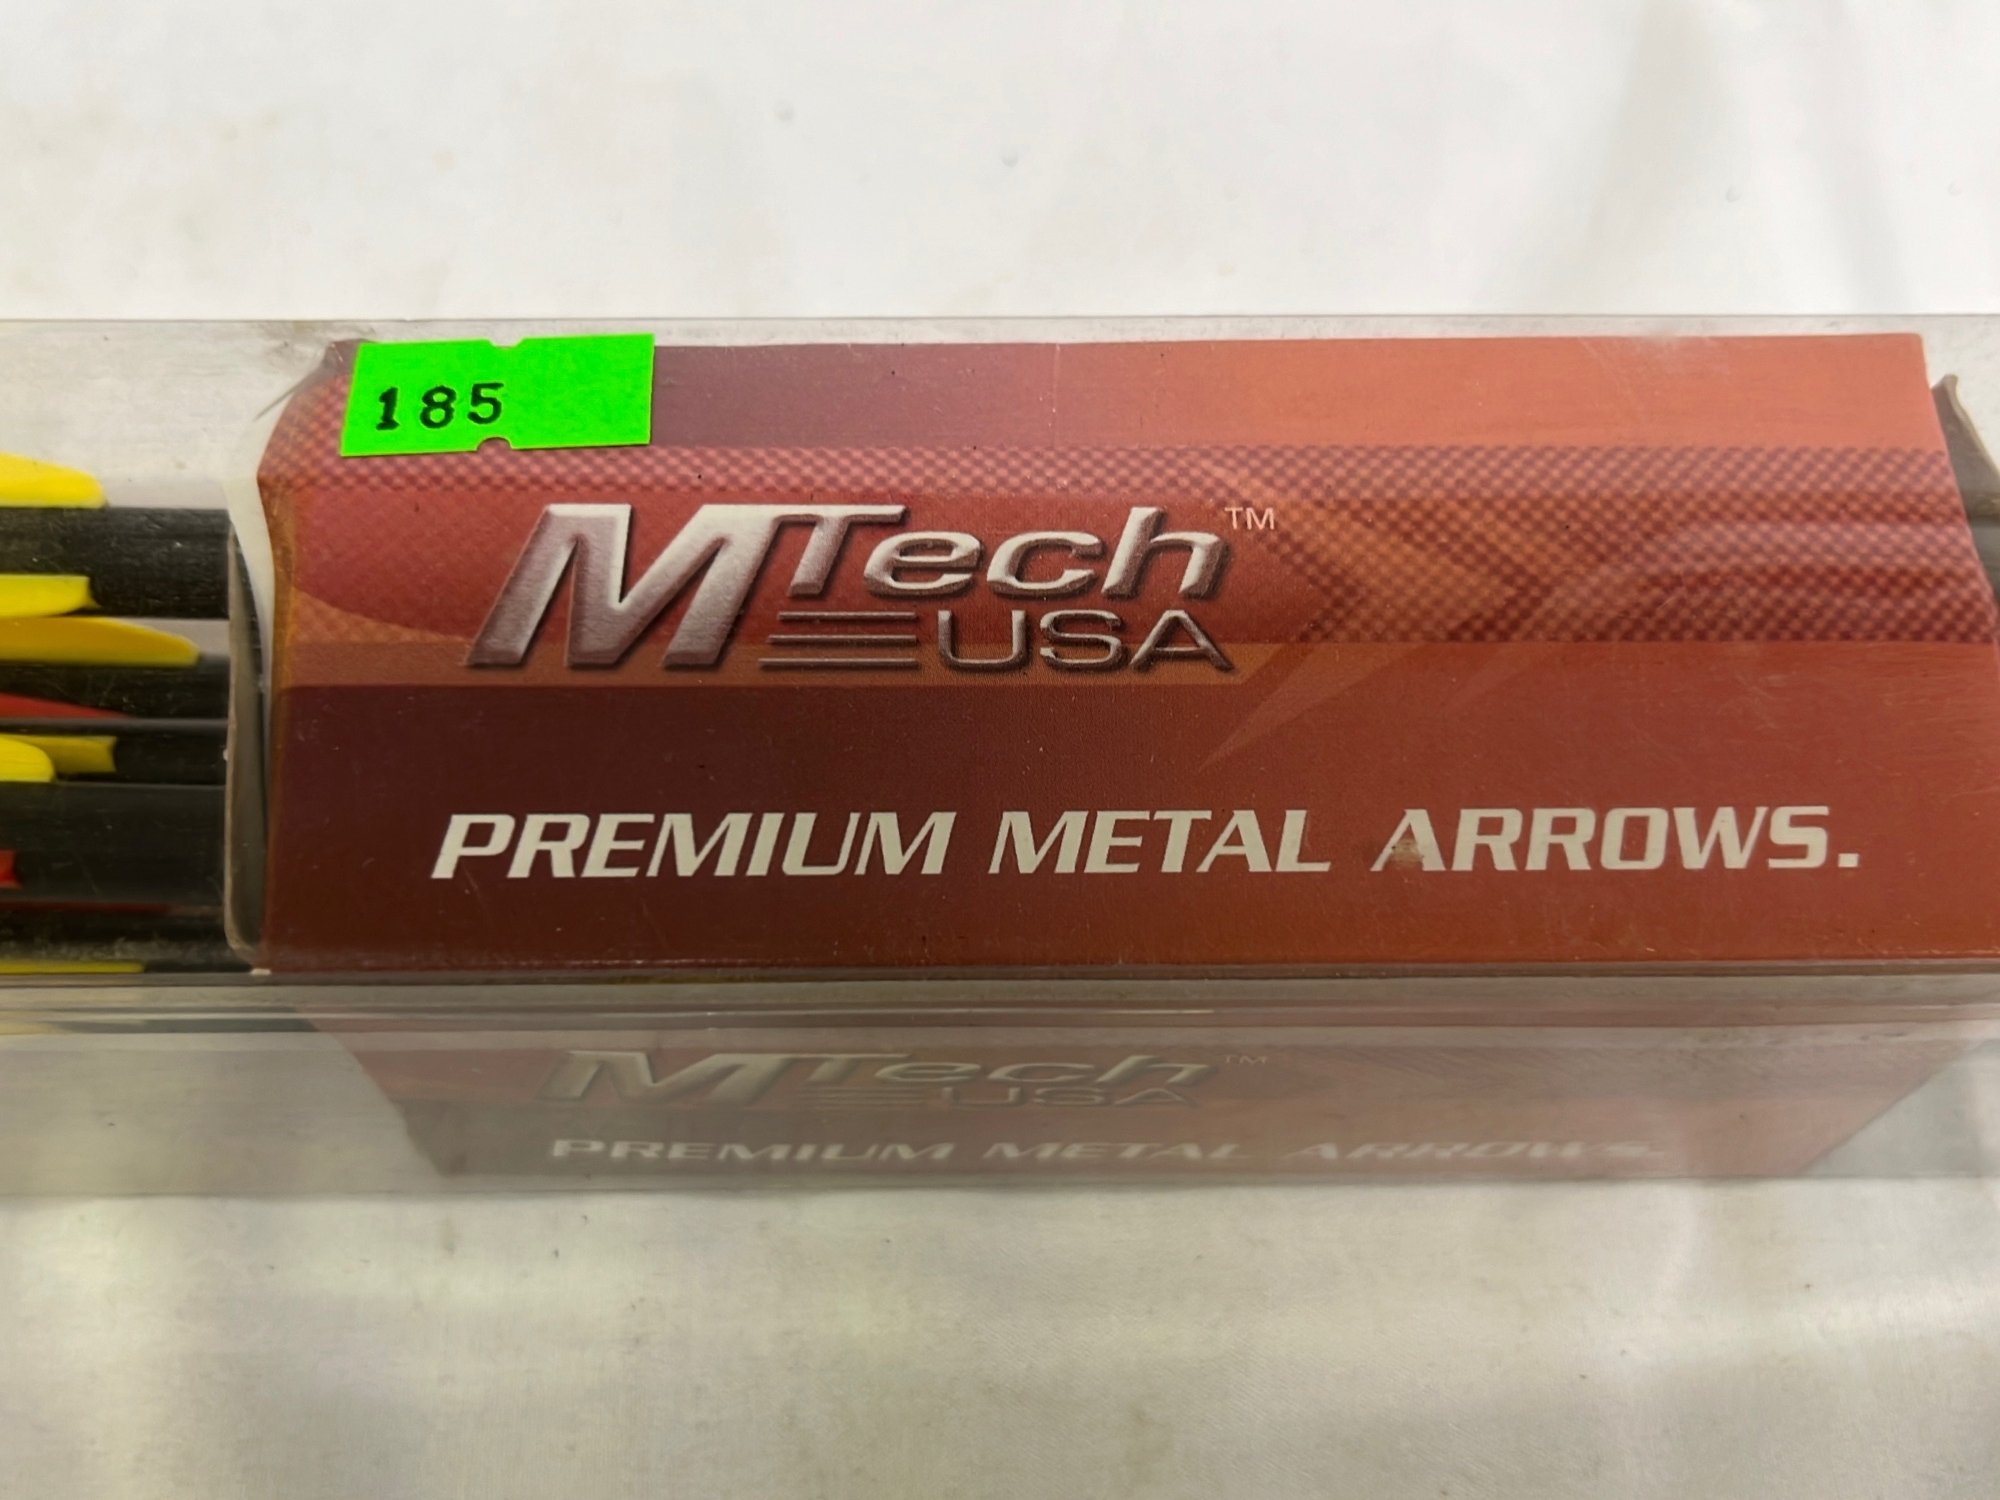 185
MTech™
USA
PREMIUM METAL ARROWS.
MTech™
USA
PREMIUM METAL ARROWS.